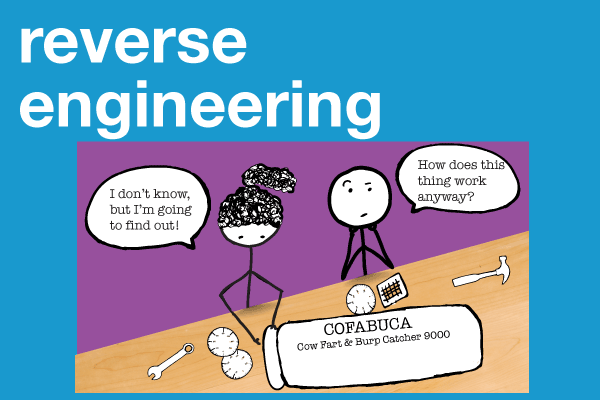 reverse
engineering
How does this
thing work
anyway?
I don't know,
but I'm going
to find out!
COFABUCA
Cow Fart & Burp Catcher 9000